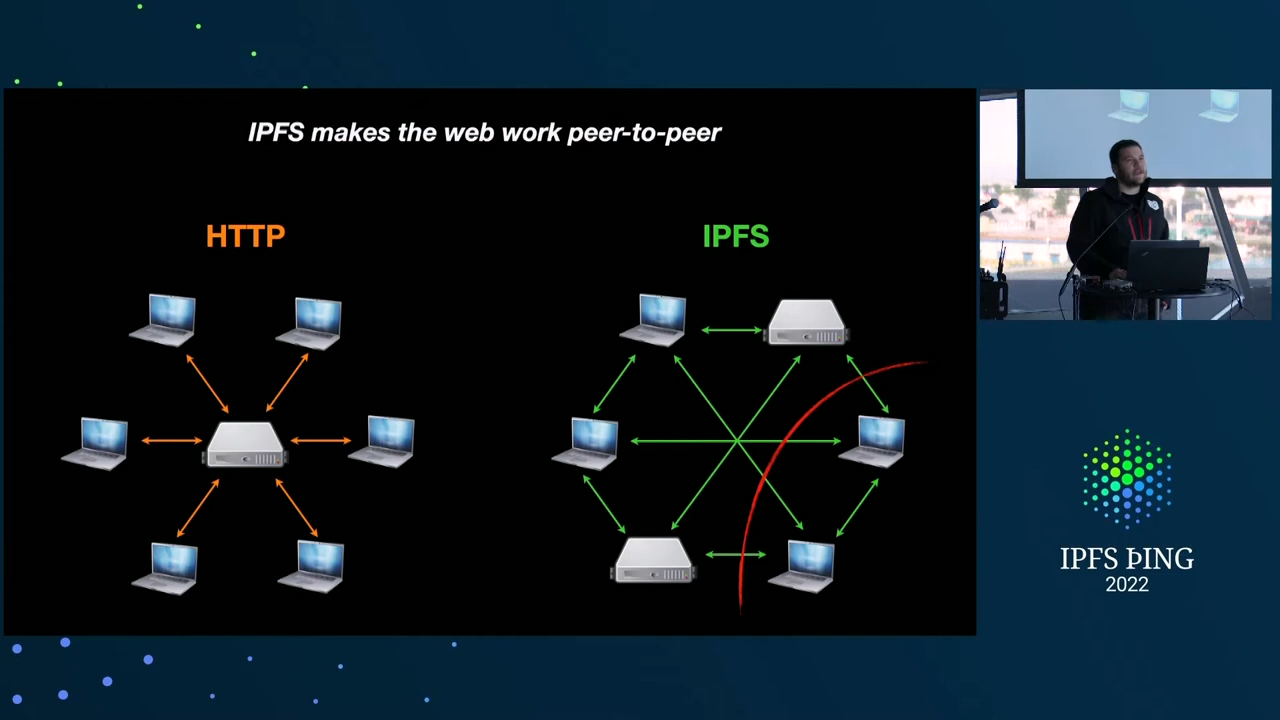 IPFS makes the web work peer-to-peer
HTTP
IPFS
IPFS ÞING
2022